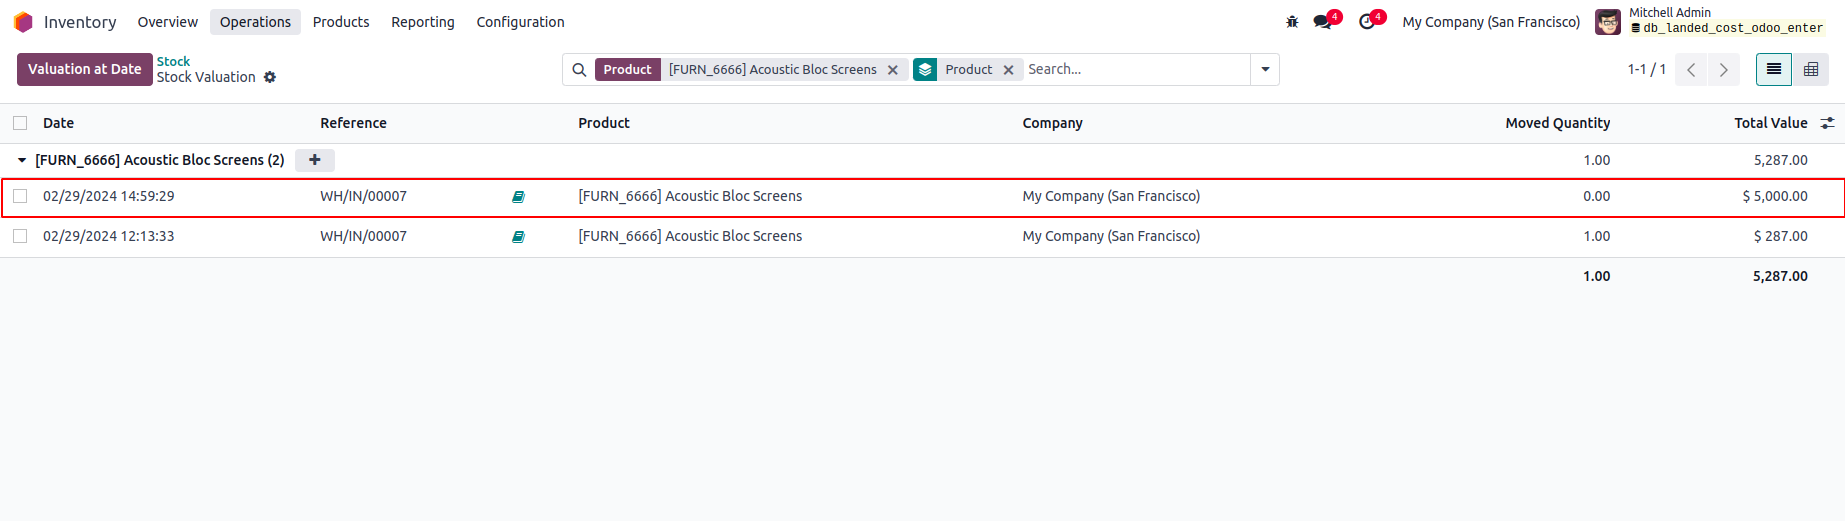 Inventory Overview Operations Products Reporting Configuration 4 4 My Company (San Francisco) Mitchell Admin
db_landed_cost_odoo_enter
Valuation at Date Stock
Stock Valuation Product [FURN_6666] Acoustic Bloc Screens Product Search... 1-1 / 1
Date Reference Product Company Moved Quantity Total Value
[FURN_6666] Acoustic Bloc Screens (2) 1.00 5,287.00
02/29/2024 14:59:29 WH/IN/00007 [FURN_6666] Acoustic Bloc Screens My Company (San Francisco) 0.00 $ 5,000.00
02/29/2024 12:13:33 WH/IN/00007 [FURN_6666] Acoustic Bloc Screens My Company (San Francisco) 1.00 $ 287.00
1.00 5,287.00